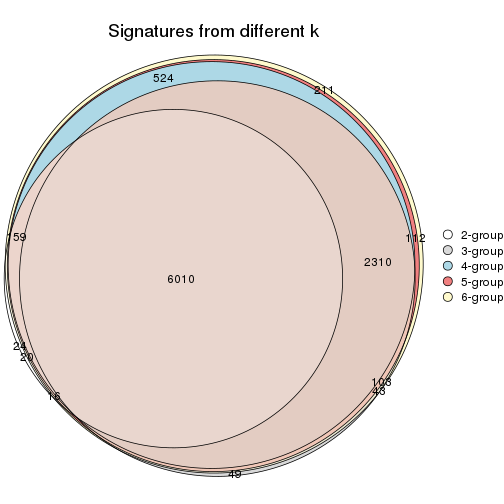 Signatures from different k
524
211
159
112
2-group
3-group
4-group
5-group
6-group
2310
6010
24
20
103
43
16
49